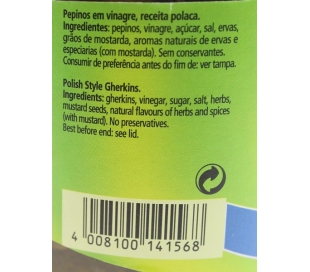 Pepinos em vinagre, receita polaca.
Ingredientes: pepinos, vinagre, açúcar, sal, ervas,
grãos de mostarda, aromas naturais de ervas e
especiarias (com mostarda). Sem conservantes.
Consumir de preferência antes do fim de: ver tampa.
Polish Style Gherkins.
Ingredients: gherkins, vinegar, sugar, salt, herbs,
mustard seeds, natural flavours of herbs and spices
(with mustard). No preservatives.
Best before end: see lid.
4 008100 141568